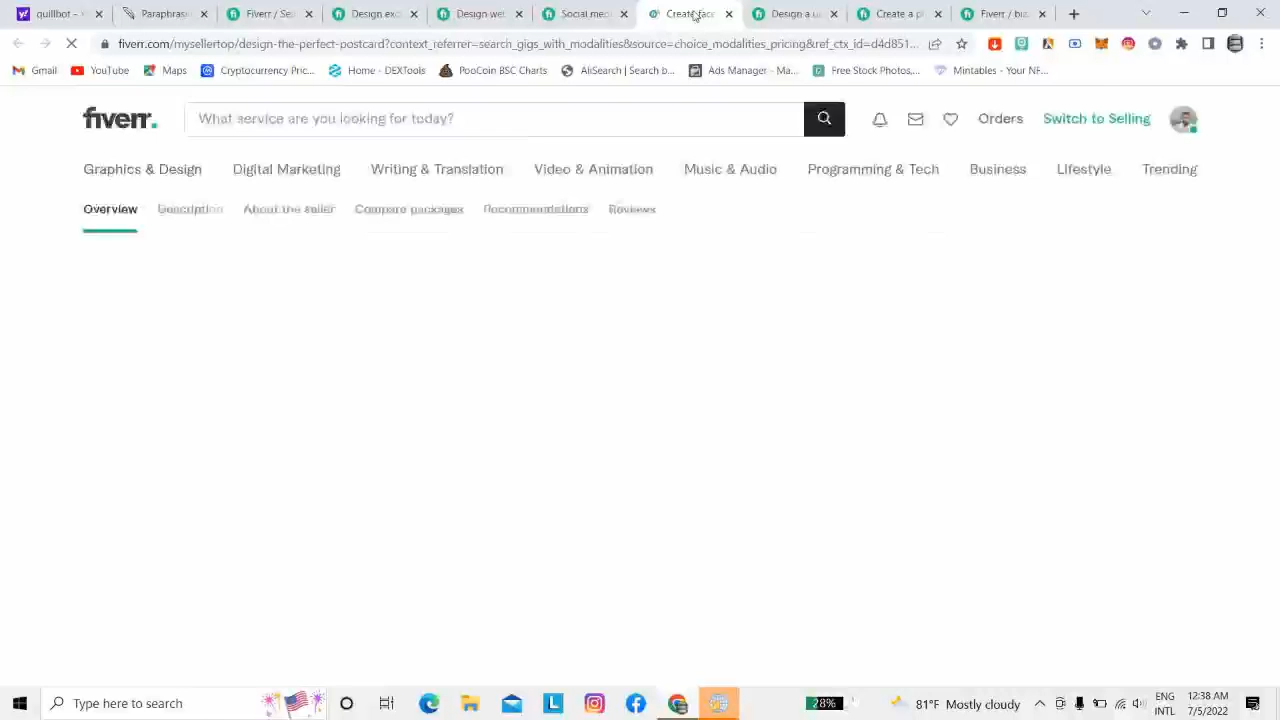 quillbot -
Paraphras
Fiverr / Se
Design exc
Design wel
Social med
Create face
Design a u
Create a p
Fiverr / bu
fiverr.com/mysellertop/design-the-perfect-postcrd?context_referrer=search_gigs_with_modalities&source=choice_modalities_pricing&ref_ctx_id=d4d851...
Gmail
YouTube
Maps
Cryptocurrency Pric...
Home - DEXTools
PooCoin BSC Charts
AliSearch | Search b...
Ads Manager - Ma...
Free Stock Photos,...
Mintables - Your NF...
fiverr.
What service are you looking for today?
Orders
Switch to Selling
Graphics & Design
Digital Marketing
Writing & Translation
Video & Animation
Music & Audio
Programming & Tech
Business
Lifestyle
Trending
Overview
Description
About the seller
Compare packages
Recommendations
Reviews
Type here to search
28%
81°F Mostly cloudy
ENG
INTL
12:38 AM
7/5/2022